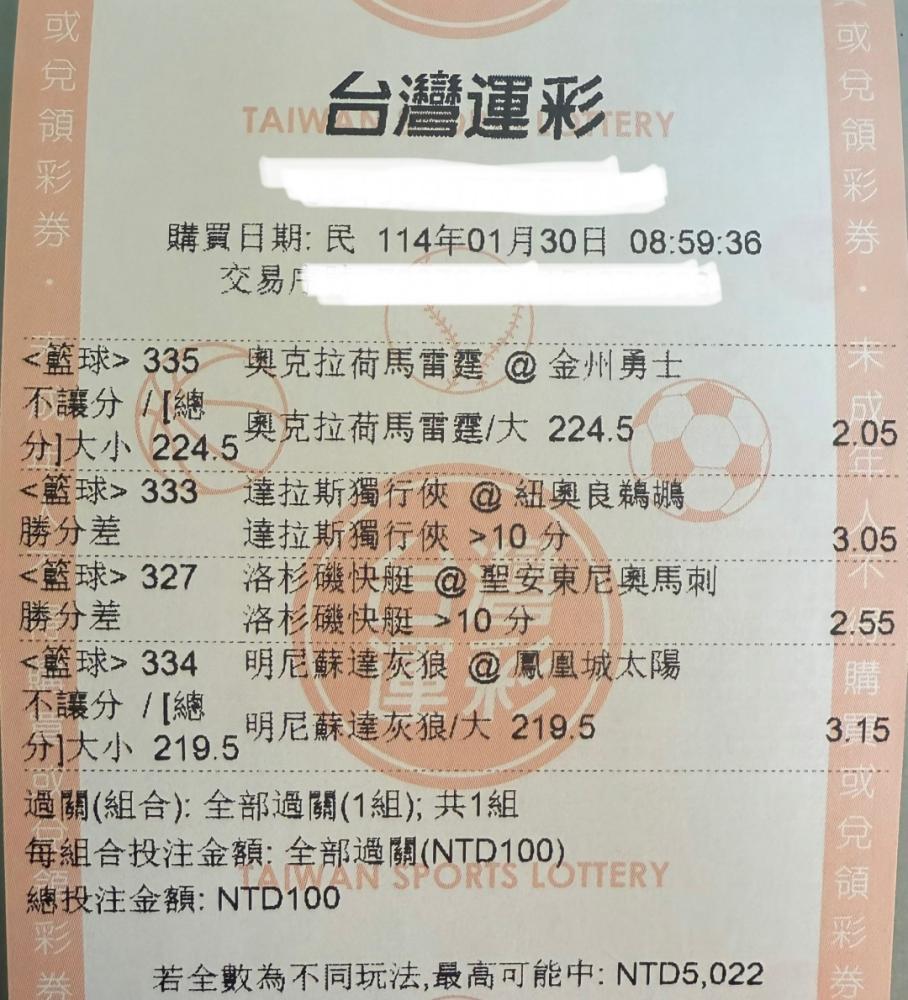 台灣運彩
TAIWAN SPORTS LOTTERY
購買日期: 民 114年01月30日 08:59:36
交易
<籃球> 335 奧克拉荷馬雷霆 @ 金州勇士
不讓分 / [總
分]大小 224.5 奧克拉荷馬雷霆/大 224.5 2.05
<籃球> 333 達拉斯獨行俠 @ 紐奧良鵜鶘
勝分差 達拉斯獨行俠 >10 分 3.05
<籃球> 327 洛杉磯快艇 @ 聖安東尼奧馬刺
勝分差 洛杉磯快艇 >10 分 2.55
<籃球> 334 明尼蘇達灰狼 @ 鳳凰城太陽
不讓分 / [總
分]大小 219.5 明尼蘇達灰狼/大 219.5 3.15
台灣運彩
過關(組合): 全部過關(1組); 共1組
每組合投注金額: 全部過關(NTD100)
TAIWAN SPORTS LOTTERY
總投注金額: NTD100
若全數為不同玩法,最高可能中: NTD5,022
或兌領彩券・
或兌領彩券・未成年人不購買或兌領彩券